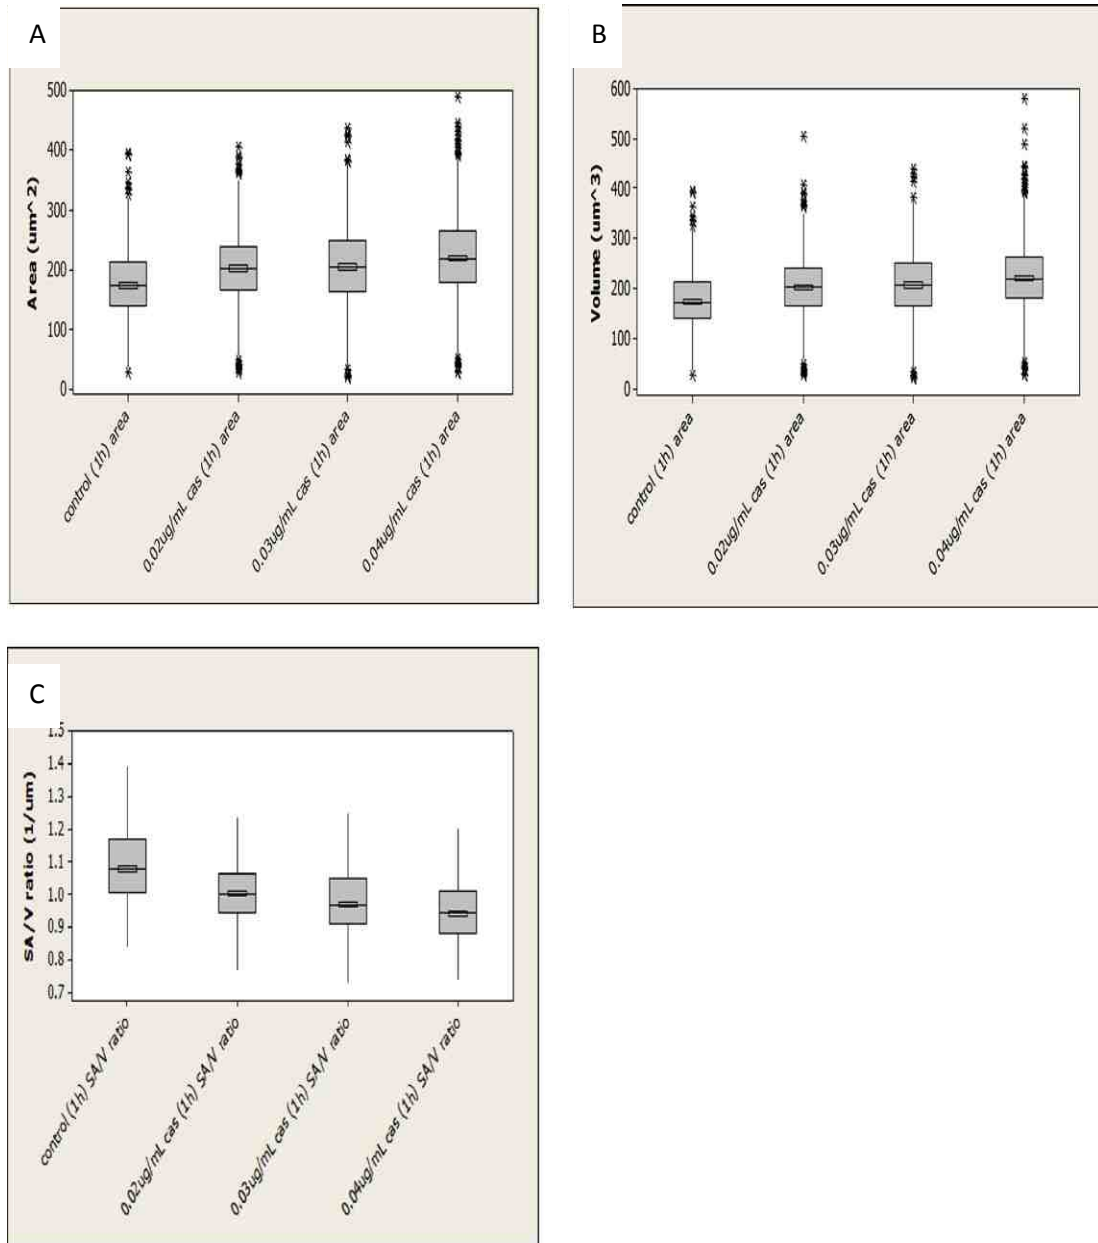 A
Area (um^2)
500
400
300
200
100
0
control (1h) area
0.02ug/mL cas (1h) area
0.03ug/mL cas (1h) area
0.04ug/mL cas (1h) area
B
Volume (um^3)
600
500
400
300
200
100
0
control (1h) area
0.02ug/mL cas (1h) area
0.03ug/mL cas (1h) area
0.04ug/mL cas (1h) area
C
SA/V ratio (1/um)
1.5
1.4
1.3
1.2
1.1
1.0
0.9
0.8
0.7
control (1h) SA/V ratio
0.02ug/mL cas (1h) SA/V ratio
0.03ug/mL cas (1h) SA/V ratio
0.04ug/mL cas (1h) SA/V ratio